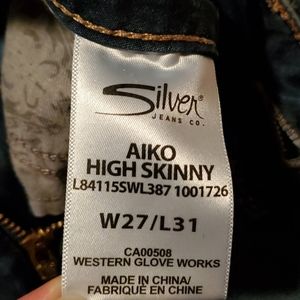 Silver®
JEANS CO.
AIKO
HIGH SKINNY
L84115SWL387 1001726
W27/L31
CA00508
WESTERN GLOVE WORKS
MADE IN CHINA/
FABRIQUÉ EN CHINE